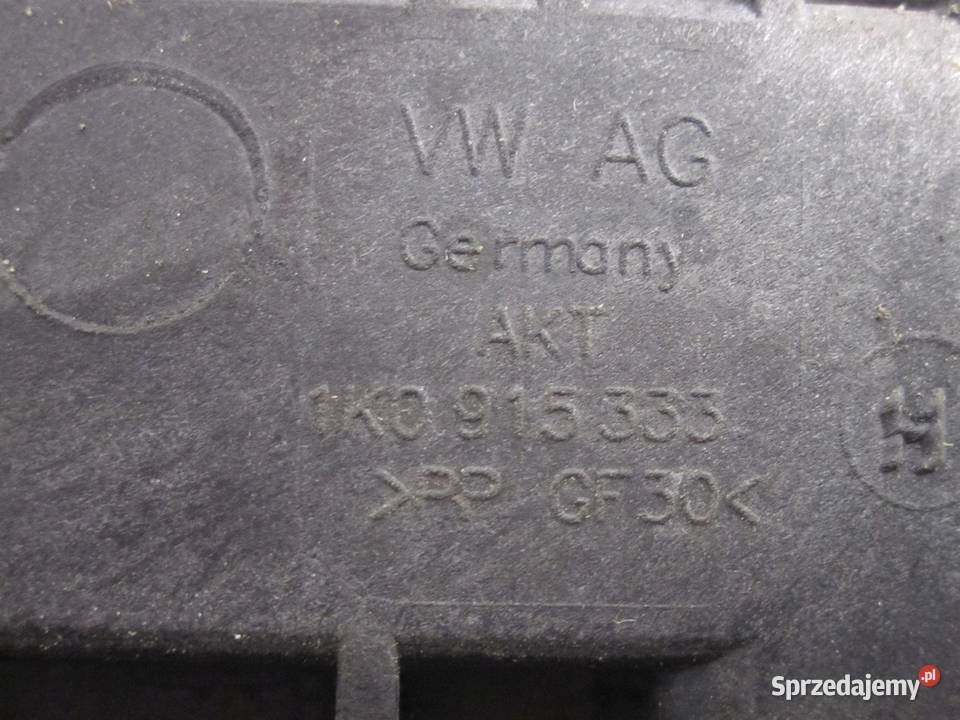 VW AG
Germany
AKT
1K0 915 333
>PP GF30<
H
Sprzedajemy.pl